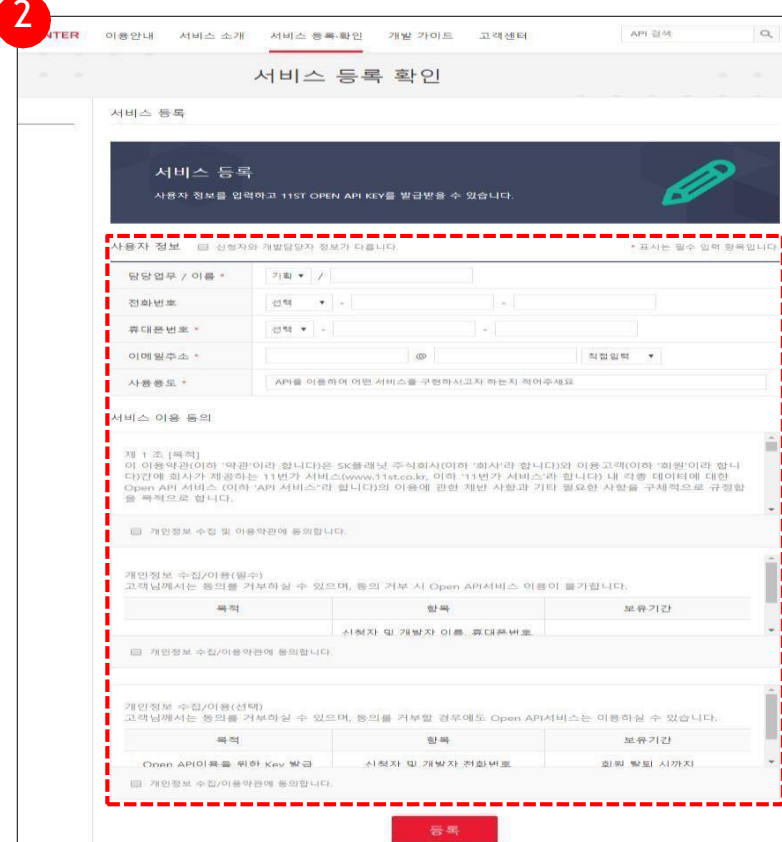 2
NTER 이용안내 서비스 소개 서비스 등록·확인 개발 가이드 고객센터 API 검색
서비스 등록 확인
서비스 등록
서비스 등록
사용자 정보를 입력하고 11ST OPEN API KEY를 발급받을 수 있습니다.
사용자 정보 신청자와 개발담당자 정보가 다릅니다. * 표시는 필수 입력 항목입니다.
담당업무 / 이름 * 기획 ▼ /
전화번호 선택 ▼ - -
휴대폰번호 * 선택 ▼ - -
이메일주소 * @ 직접입력 ▼
사용용도 * API를 이용하여 어떤 서비스를 구현하시고자 하는지 적어주세요
서비스 이용 동의
제 1 조 [목적]
이 이용약관(이하 '약관'이라 합니다)은 SK플래닛 주식회사(이하 '회사'라 합니다)와 이용고객(이하 '회원'이라 합니
다)간에 회사가 제공하는 11번가 서비스(www.11st.co.kr, 이하 '11번가 서비스'라 합니다) 내 각종 데이터에 대한
Open API 서비스 (이하 'API 서비스'라 합니다)의 이용에 관한 제반 사항과 기타 필요한 사항을 구체적으로 규정함
을 목적으로 합니다.
개인정보 수집 및 이용약관에 동의합니다.
개인정보 수집/이용(필수)
고객님께서는 동의를 거부하실 수 있으며, 동의 거부 시 Open API서비스 이용이 불가합니다.
목적 항목 보유기간
신청자 및 개발자 이름, 휴대폰번호,
개인정보 수집/이용약관에 동의합니다.
개인정보 수집/이용(선택)
고객님께서는 동의를 거부하실 수 있으며, 동의를 거부할 경우에도 Open API서비스는 이용하실 수 있습니다.
목적 항목 보유기간
Open API이용을 위한 Key 발급 신청자 및 개발자 전화번호 회원 탈퇴 시까지
개인정보 수집/이용약관에 동의합니다.
등록